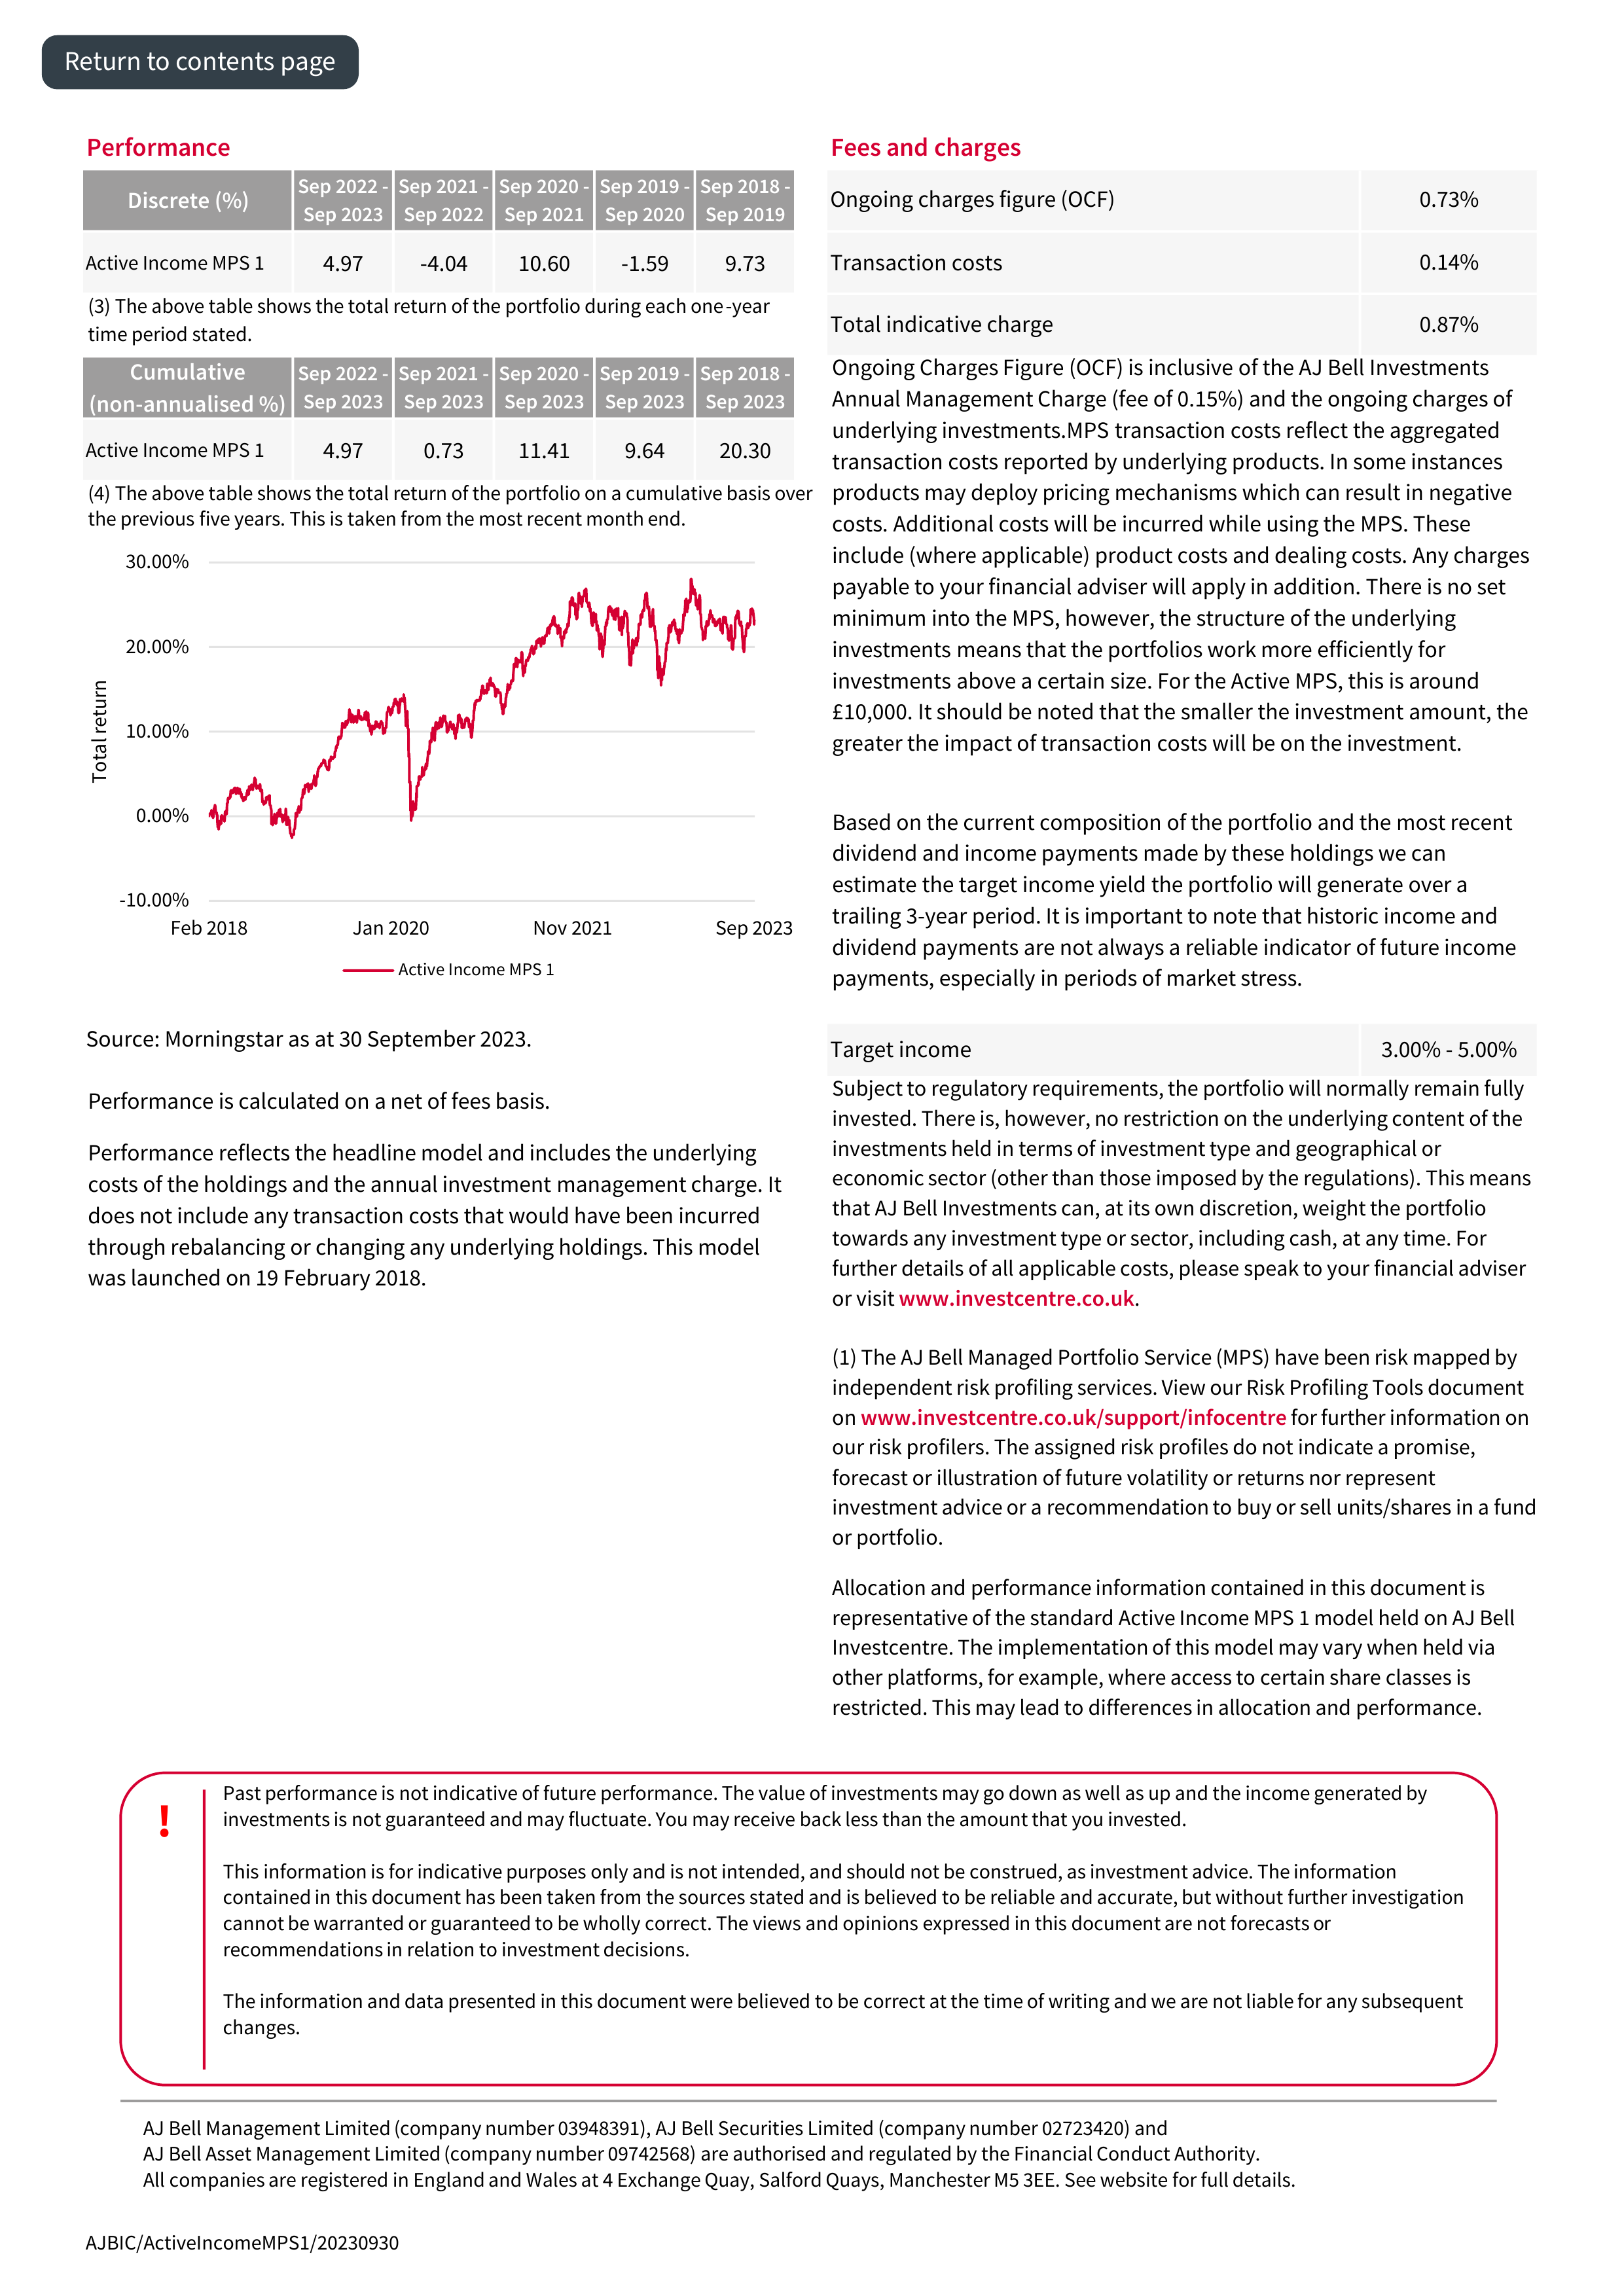 Return to contents page
Performance
Discrete (%)
Sep 2022 - Sep 2021 - Sep 2020 - Sep 2019 - Sep 2018 -
Sep 2023 Sep 2022 Sep 2021 Sep 2020 Sep 2019
Active Income MPS 1 4.97 -4.04 10.60 -1.59 9.73
(3) The above table shows the total return of the portfolio during each one-year
time period stated.
Cumulative
(non-annualised %)
Sep 2022 - Sep 2021 - Sep 2020 - Sep 2019 - Sep 2018 -
Sep 2023 Sep 2023 Sep 2023 Sep 2023 Sep 2023
Active Income MPS 1 4.97 0.73 11.41 9.64 20.30
(4) The above table shows the total return of the portfolio on a cumulative basis over
the previous five years. This is taken from the most recent month end.
Total return
30.00%
20.00%
10.00%
0.00%
-10.00%
Feb 2018 Jan 2020 Nov 2021 Sep 2023
Active Income MPS 1
Source: Morningstar as at 30 September 2023.
Performance is calculated on a net of fees basis.
Performance reflects the headline model and includes the underlying
costs of the holdings and the annual investment management charge. It
does not include any transaction costs that would have been incurred
through rebalancing or changing any underlying holdings. This model
was launched on 19 February 2018.
Fees and charges
Ongoing charges figure (OCF) 0.73%
Transaction costs 0.14%
Total indicative charge 0.87%
Ongoing Charges Figure (OCF) is inclusive of the AJ Bell Investments
Annual Management Charge (fee of 0.15%) and the ongoing charges of
underlying investments.MPS transaction costs reflect the aggregated
transaction costs reported by underlying products. In some instances
products may deploy pricing mechanisms which can result in negative
costs. Additional costs will be incurred while using the MPS. These
include (where applicable) product costs and dealing costs. Any charges
payable to your financial adviser will apply in addition. There is no set
minimum into the MPS, however, the structure of the underlying
investments means that the portfolios work more efficiently for
investments above a certain size. For the Active MPS, this is around
£10,000. It should be noted that the smaller the investment amount, the
greater the impact of transaction costs will be on the investment.
Based on the current composition of the portfolio and the most recent
dividend and income payments made by these holdings we can
estimate the target income yield the portfolio will generate over a
trailing 3-year period. It is important to note that historic income and
dividend payments are not always a reliable indicator of future income
payments, especially in periods of market stress.
Target income 3.00% - 5.00%
Subject to regulatory requirements, the portfolio will normally remain fully
invested. There is, however, no restriction on the underlying content of the
investments held in terms of investment type and geographical or
economic sector (other than those imposed by the regulations). This means
that AJ Bell Investments can, at its own discretion, weight the portfolio
towards any investment type or sector, including cash, at any time. For
further details of all applicable costs, please speak to your financial adviser
or visit www.investcentre.co.uk.
(1) The AJ Bell Managed Portfolio Service (MPS) have been risk mapped by
independent risk profiling services. View our Risk Profiling Tools document
on www.investcentre.co.uk/support/infocentre for further information on
our risk profilers. The assigned risk profiles do not indicate a promise,
forecast or illustration of future volatility or returns nor represent
investment advice or a recommendation to buy or sell units/shares in a fund
or portfolio.
Allocation and performance information contained in this document is
representative of the standard Active Income MPS 1 model held on AJ Bell
Investcentre. The implementation of this model may vary when held via
other platforms, for example, where access to certain share classes is
restricted. This may lead to differences in allocation and performance.
!
Past performance is not indicative of future performance. The value of investments may go down as well as up and the income generated by
investments is not guaranteed and may fluctuate. You may receive back less than the amount that you invested.
This information is for indicative purposes only and is not intended, and should not be construed, as investment advice. The information
contained in this document has been taken from the sources stated and is believed to be reliable and accurate, but without further investigation
cannot be warranted or guaranteed to be wholly correct. The views and opinions expressed in this document are not forecasts or
recommendations in relation to investment decisions.
The information and data presented in this document were believed to be correct at the time of writing and we are not liable for any subsequent
changes.
AJ Bell Management Limited (company number 03948391), AJ Bell Securities Limited (company number 02723420) and
AJ Bell Asset Management Limited (company number 09742568) are authorised and regulated by the Financial Conduct Authority.
All companies are registered in England and Wales at 4 Exchange Quay, Salford Quays, Manchester M5 3EE. See website for full details.
AJBIC/ActiveIncomeMPS1/20230930